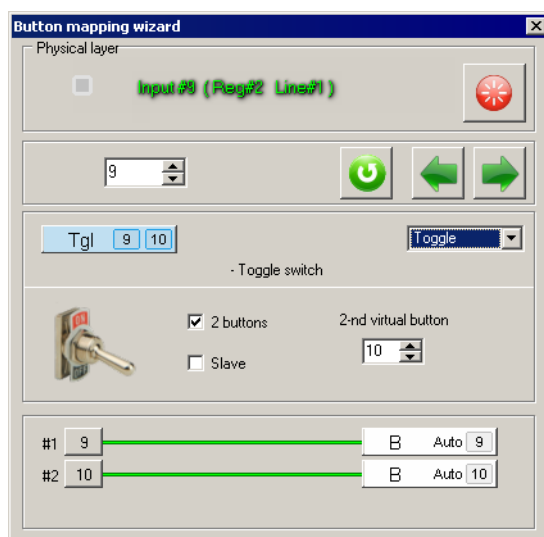 Button mapping wizard
Physical layer
Input #9 ( Reg#2 Line#1 )
9
Tgl 9 10
Toggle
- Toggle switch
2 buttons
2-nd virtual button
10
Slave
#1 9 B Auto 9
#2 10 B Auto 10